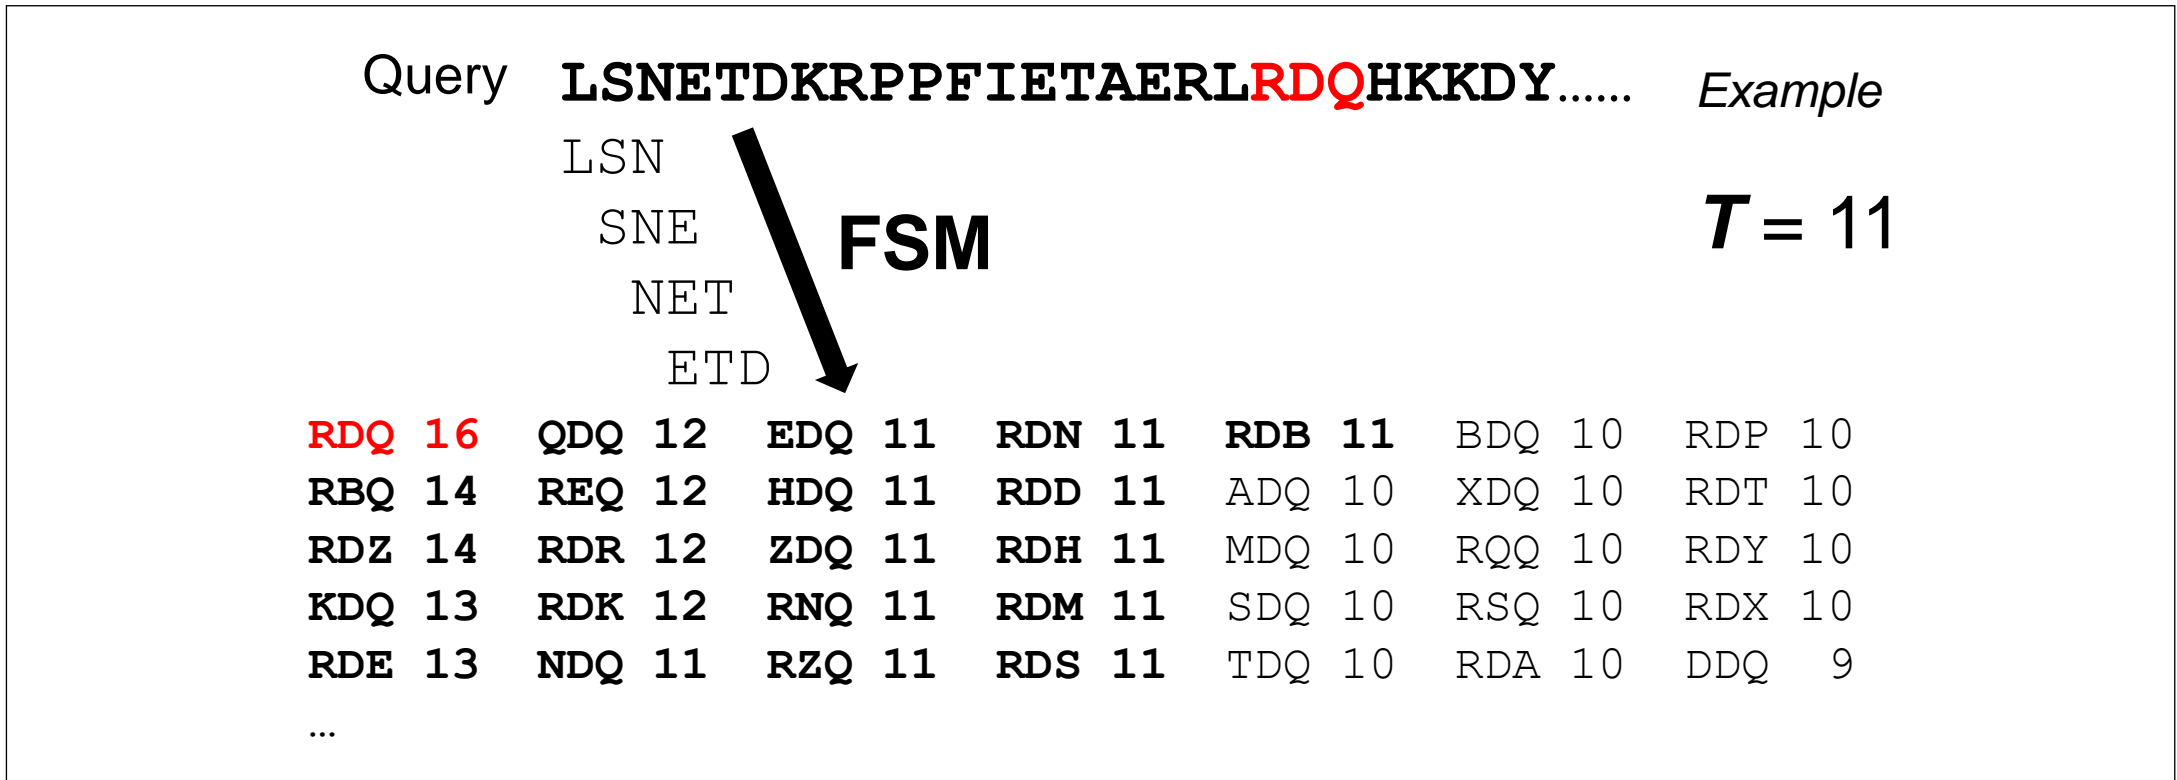 Query LSNETDKRPPFIETAERLRDQHKKDY...... Example
LSN
SNE
FSM
T = 11
NET
ETD
RDQ 16 QDQ 12 EDQ 11 RDN 11 RDB 11 BDQ 10 RDP 10
RBQ 14 REQ 12 HDQ 11 RDD 11 ADQ 10 XDQ 10 RDT 10
RDZ 14 RDR 12 ZDQ 11 RDH 11 MDQ 10 RQQ 10 RDY 10
KDQ 13 RDK 12 RNQ 11 RDM 11 SDQ 10 RSQ 10 RDX 10
RDE 13 NDQ 11 RZQ 11 RDS 11 TDQ 10 RDA 10 DDQ 9
...